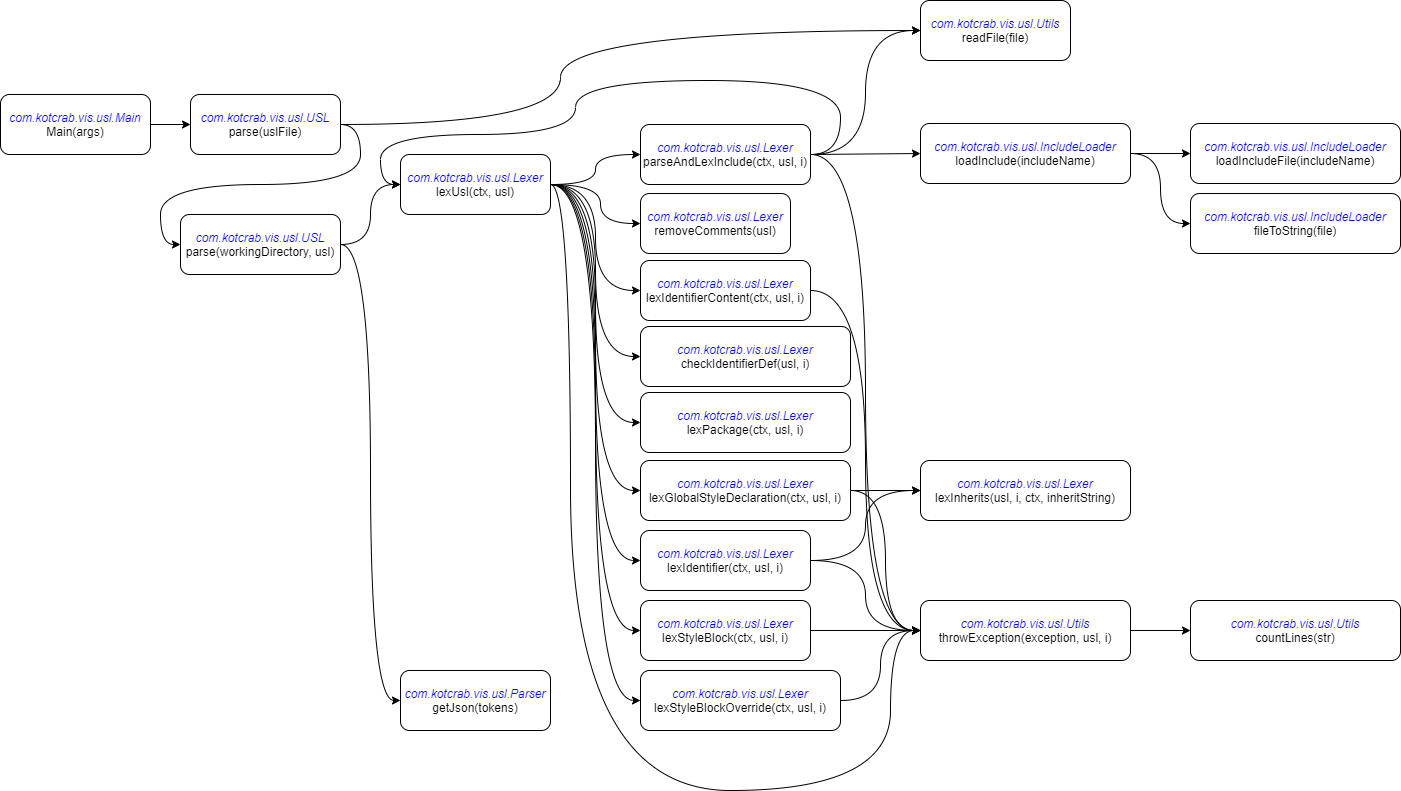 com.kotcrab.vis.usl.Utils
readFile(file)
com.kotcrab.vis.usl.Main
Main(args)
com.kotcrab.vis.usl.USL
parse(uslFile)
com.kotcrab.vis.usl.Lexer
parseAndLexInclude(ctx, usl, i)
com.kotcrab.vis.usl.IncludeLoader
loadInclude(includeName)
com.kotcrab.vis.usl.IncludeLoader
loadIncludeFile(includeName)
com.kotcrab.vis.usl.Lexer
lexUsl(ctx, usl)
com.kotcrab.vis.usl.Lexer
removeComments(usl)
com.kotcrab.vis.usl.IncludeLoader
fileToString(file)
com.kotcrab.vis.usl.USL
parse(workingDirectory, usl)
com.kotcrab.vis.usl.Lexer
lexIdentifierContent(ctx, usl, i)
com.kotcrab.vis.usl.Lexer
checkIdentifierDef(usl, i)
com.kotcrab.vis.usl.Lexer
lexPackage(ctx, usl, i)
com.kotcrab.vis.usl.Lexer
lexGlobalStyleDeclaration(ctx, usl, i)
com.kotcrab.vis.usl.Lexer
lexInherits(usl, i, ctx, inheritString)
com.kotcrab.vis.usl.Lexer
lexIdentifier(ctx, usl, i)
com.kotcrab.vis.usl.Lexer
lexStyleBlock(ctx, usl, i)
com.kotcrab.vis.usl.Utils
throwException(exception, usl, i)
com.kotcrab.vis.usl.Utils
countLines(str)
com.kotcrab.vis.usl.Parser
getJson(tokens)
com.kotcrab.vis.usl.Lexer
lexStyleBlockOverride(ctx, usl, i)